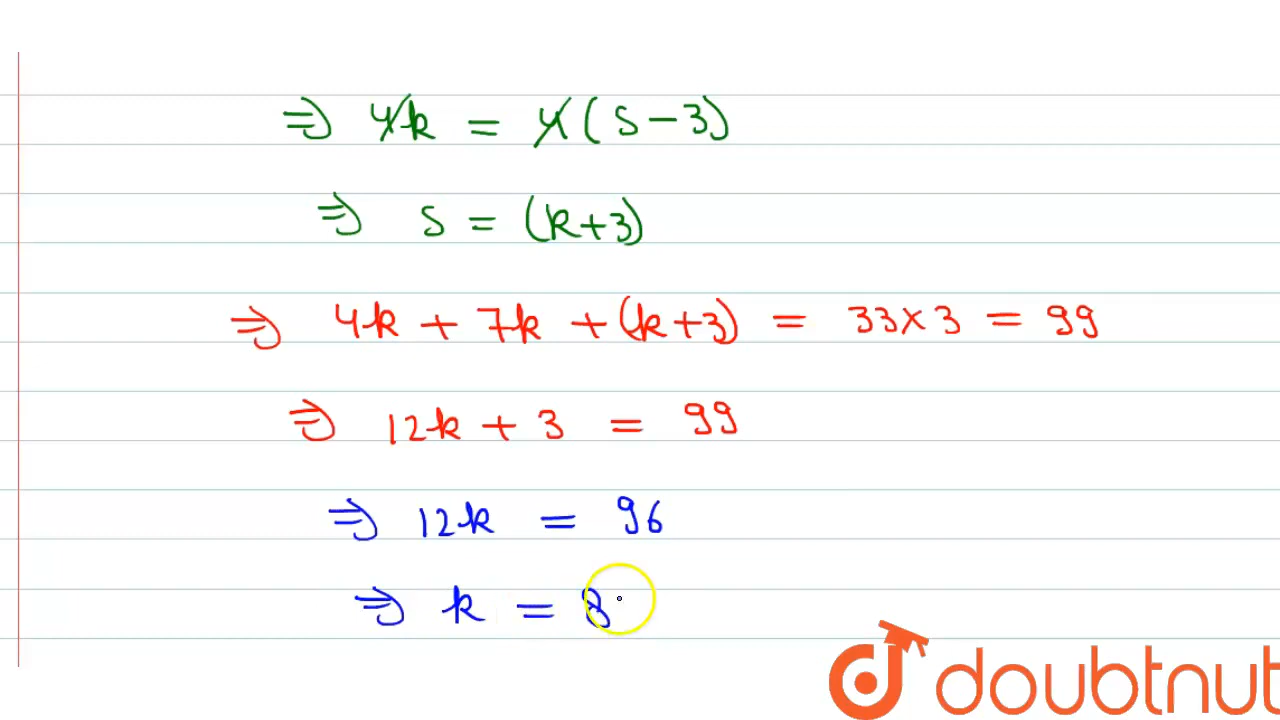 ⇒ 4k = 4(s-3)
⇒ s = (k+3)
⇒ 4k + 7k + (k+3) = 33×3 = 99
⇒ 12k + 3 = 99
⇒ 12k = 96
⇒ k = 8
doubtnut